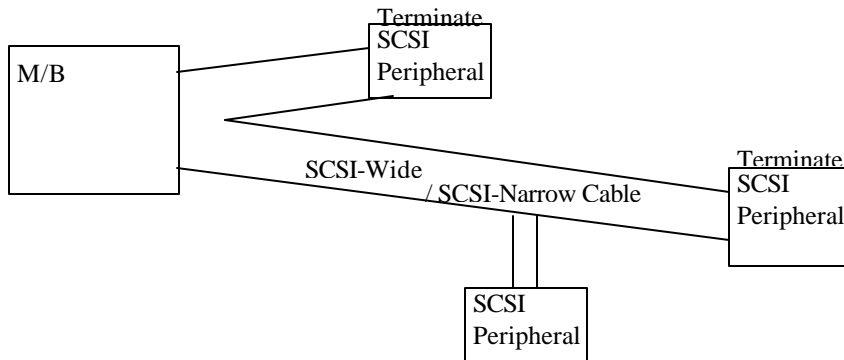 Terminate
SCSI
Peripheral
M/B
SCSI-Wide
/ SCSI-Narrow Cable
Terminate
SCSI
Peripheral
SCSI
Peripheral